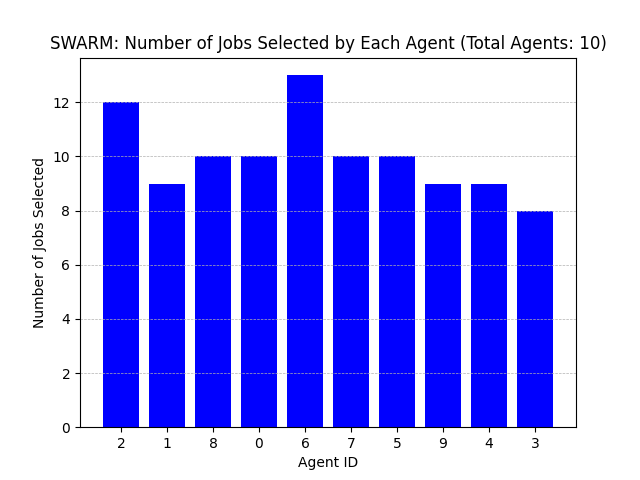 SWARM: Number of Jobs Selected by Each Agent (Total Agents: 10)
Number of Jobs Selected
12
10
8
6
4
2
0
2 1 8 0 6 7 5 9 4 3
Agent ID